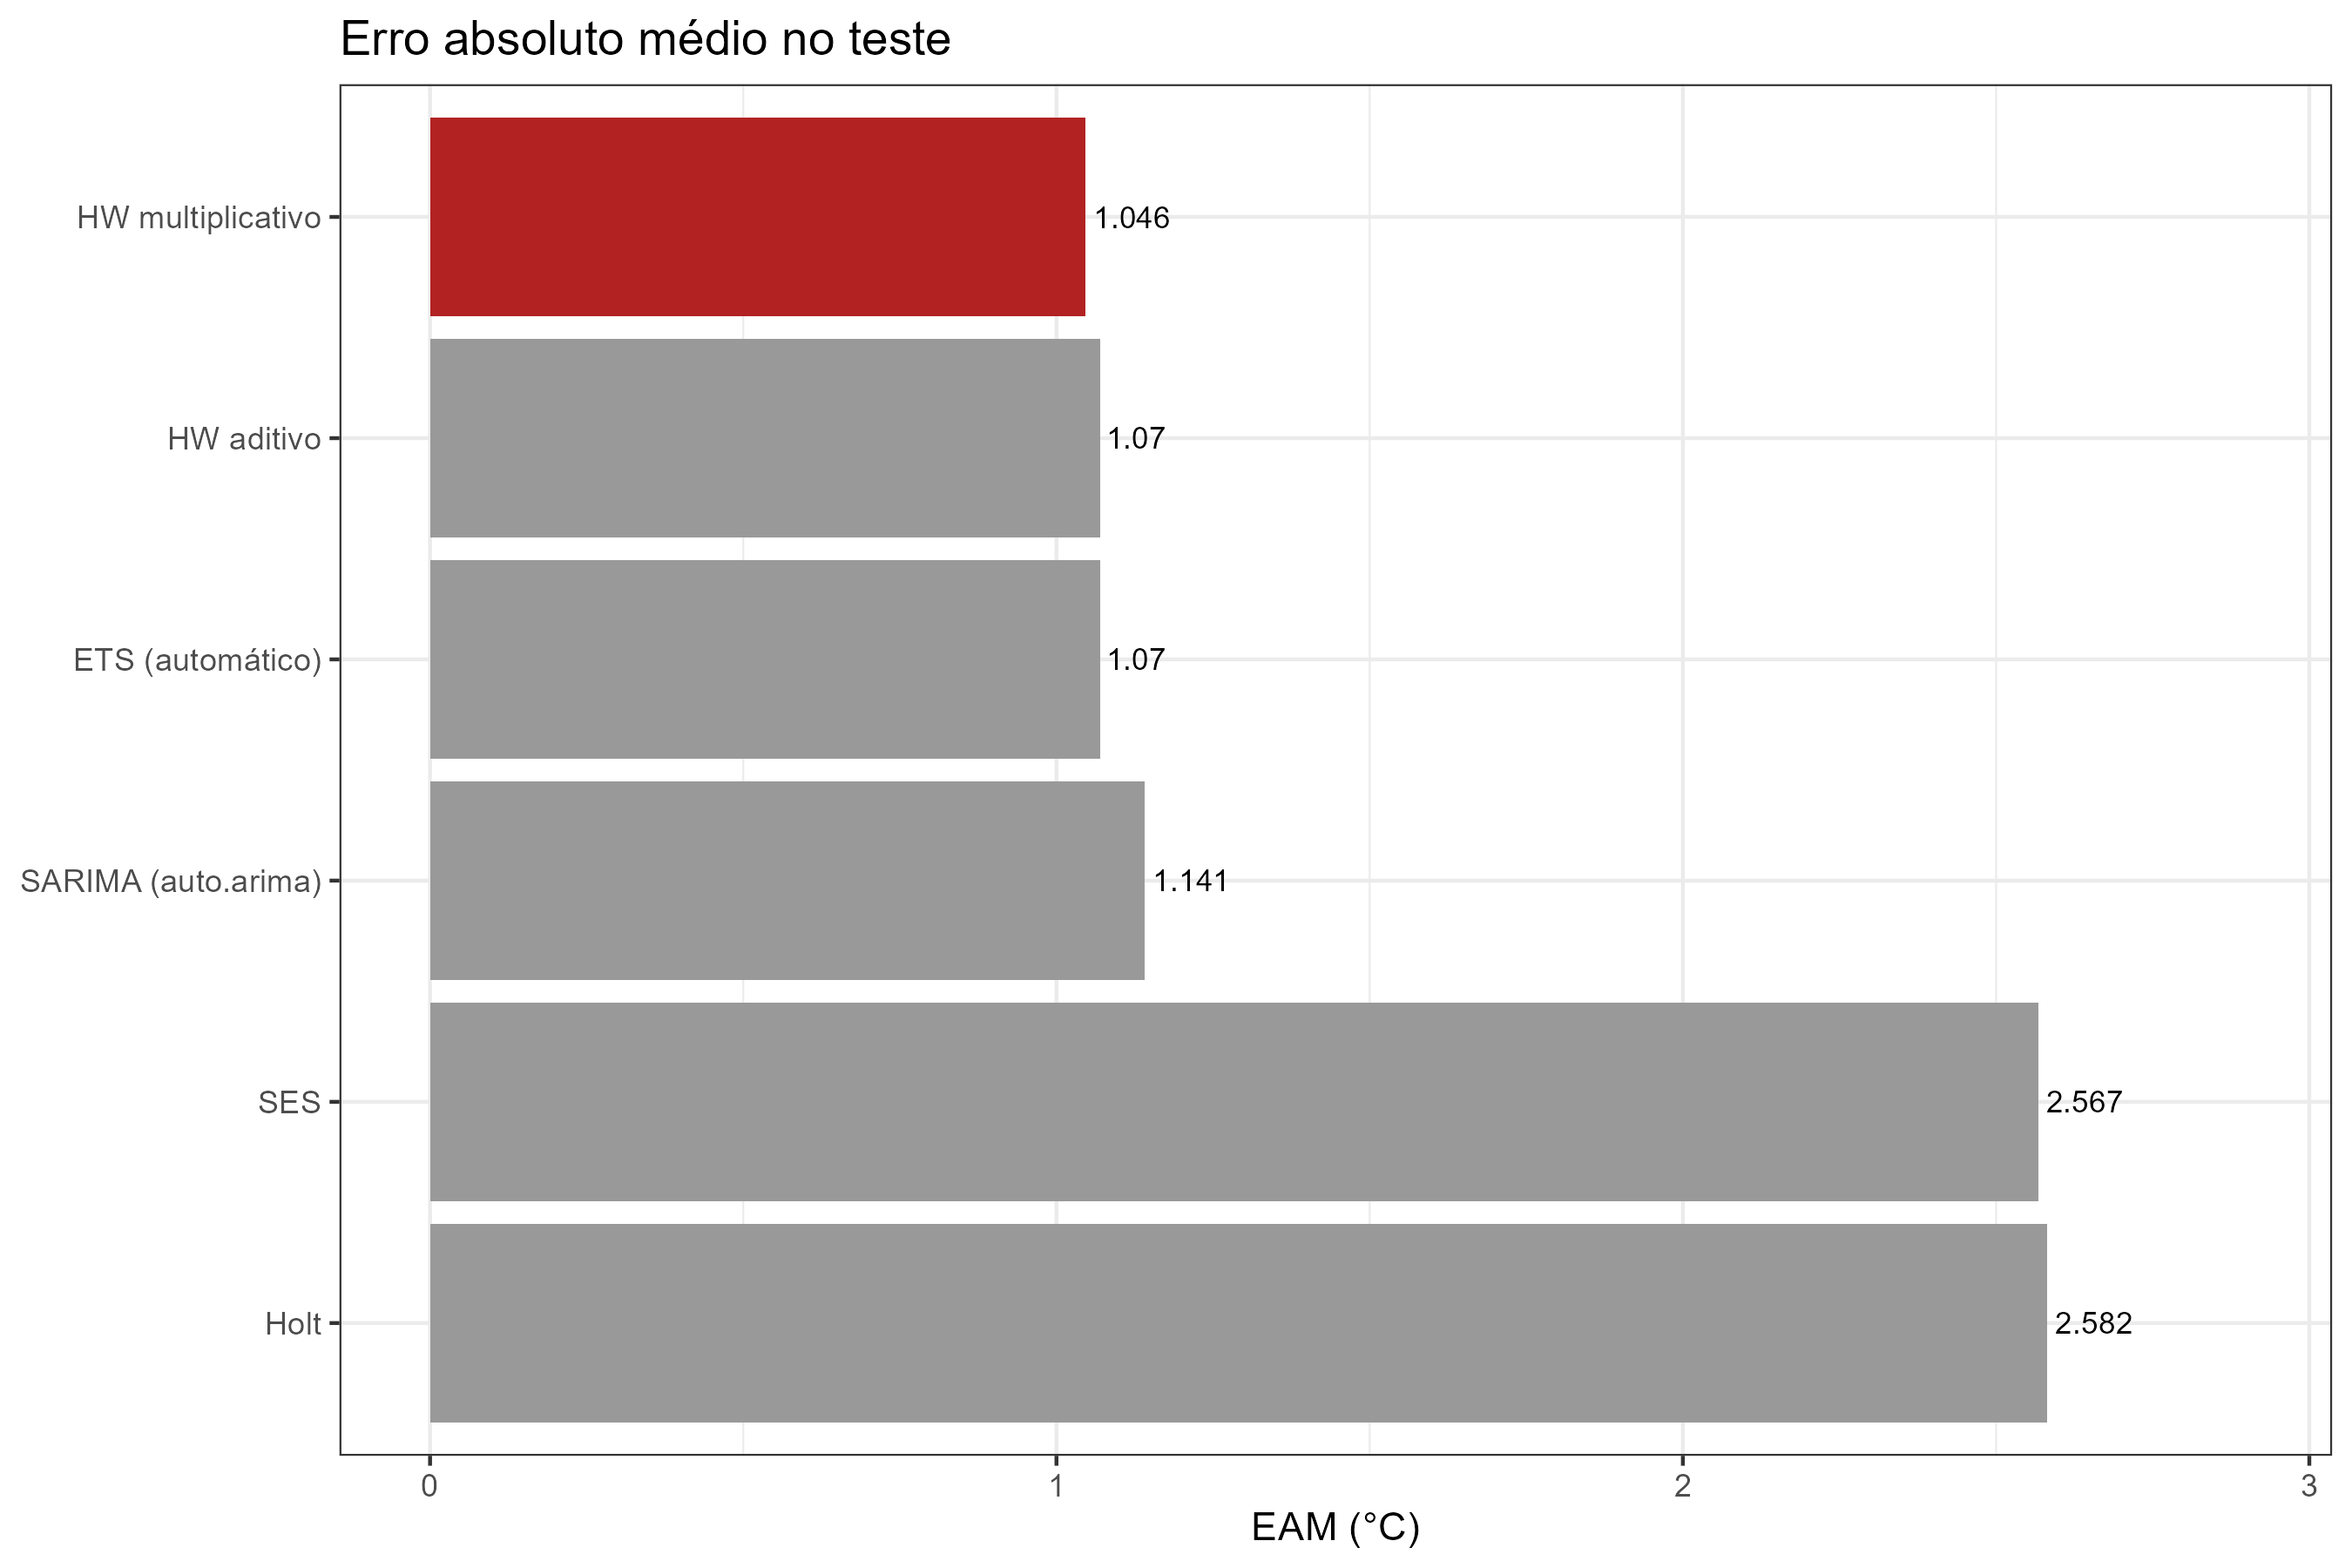 Erro absoluto médio no teste
HW multiplicativo
1.046
HW aditivo
1.07
ETS (automático)
1.07
SARIMA (auto.arima)
1.141
SES
2.567
Holt
2.582
0
1
2
3
EAM (°C)